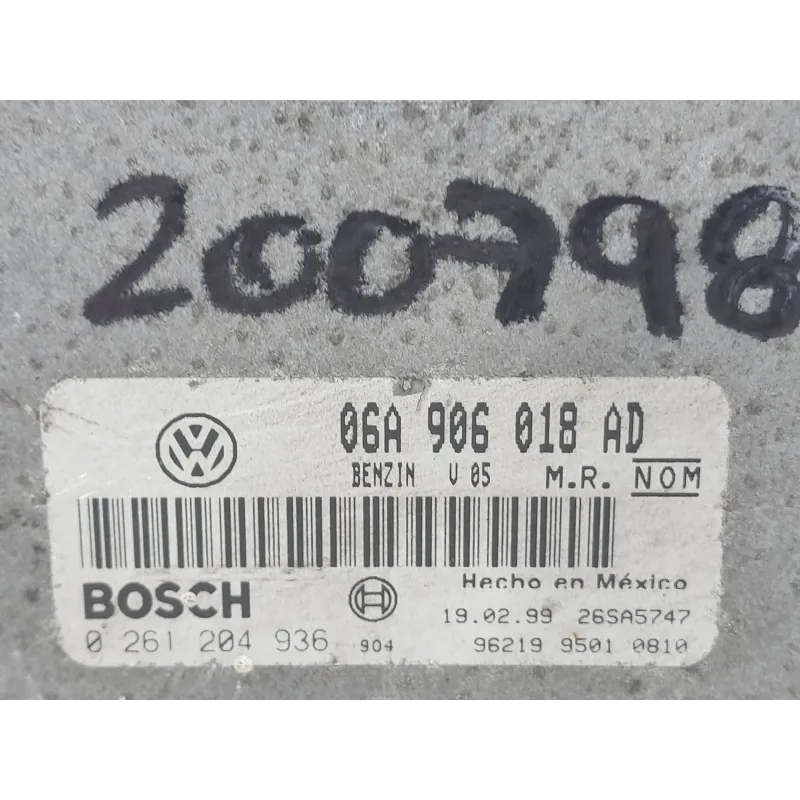 200798
06A 906 018 AD
BENZIN V 05 M.R. NOM
BOSCH
Hecho en México
19.02.99 26SA5747
0 261 204 936 904
96219 9501 0810